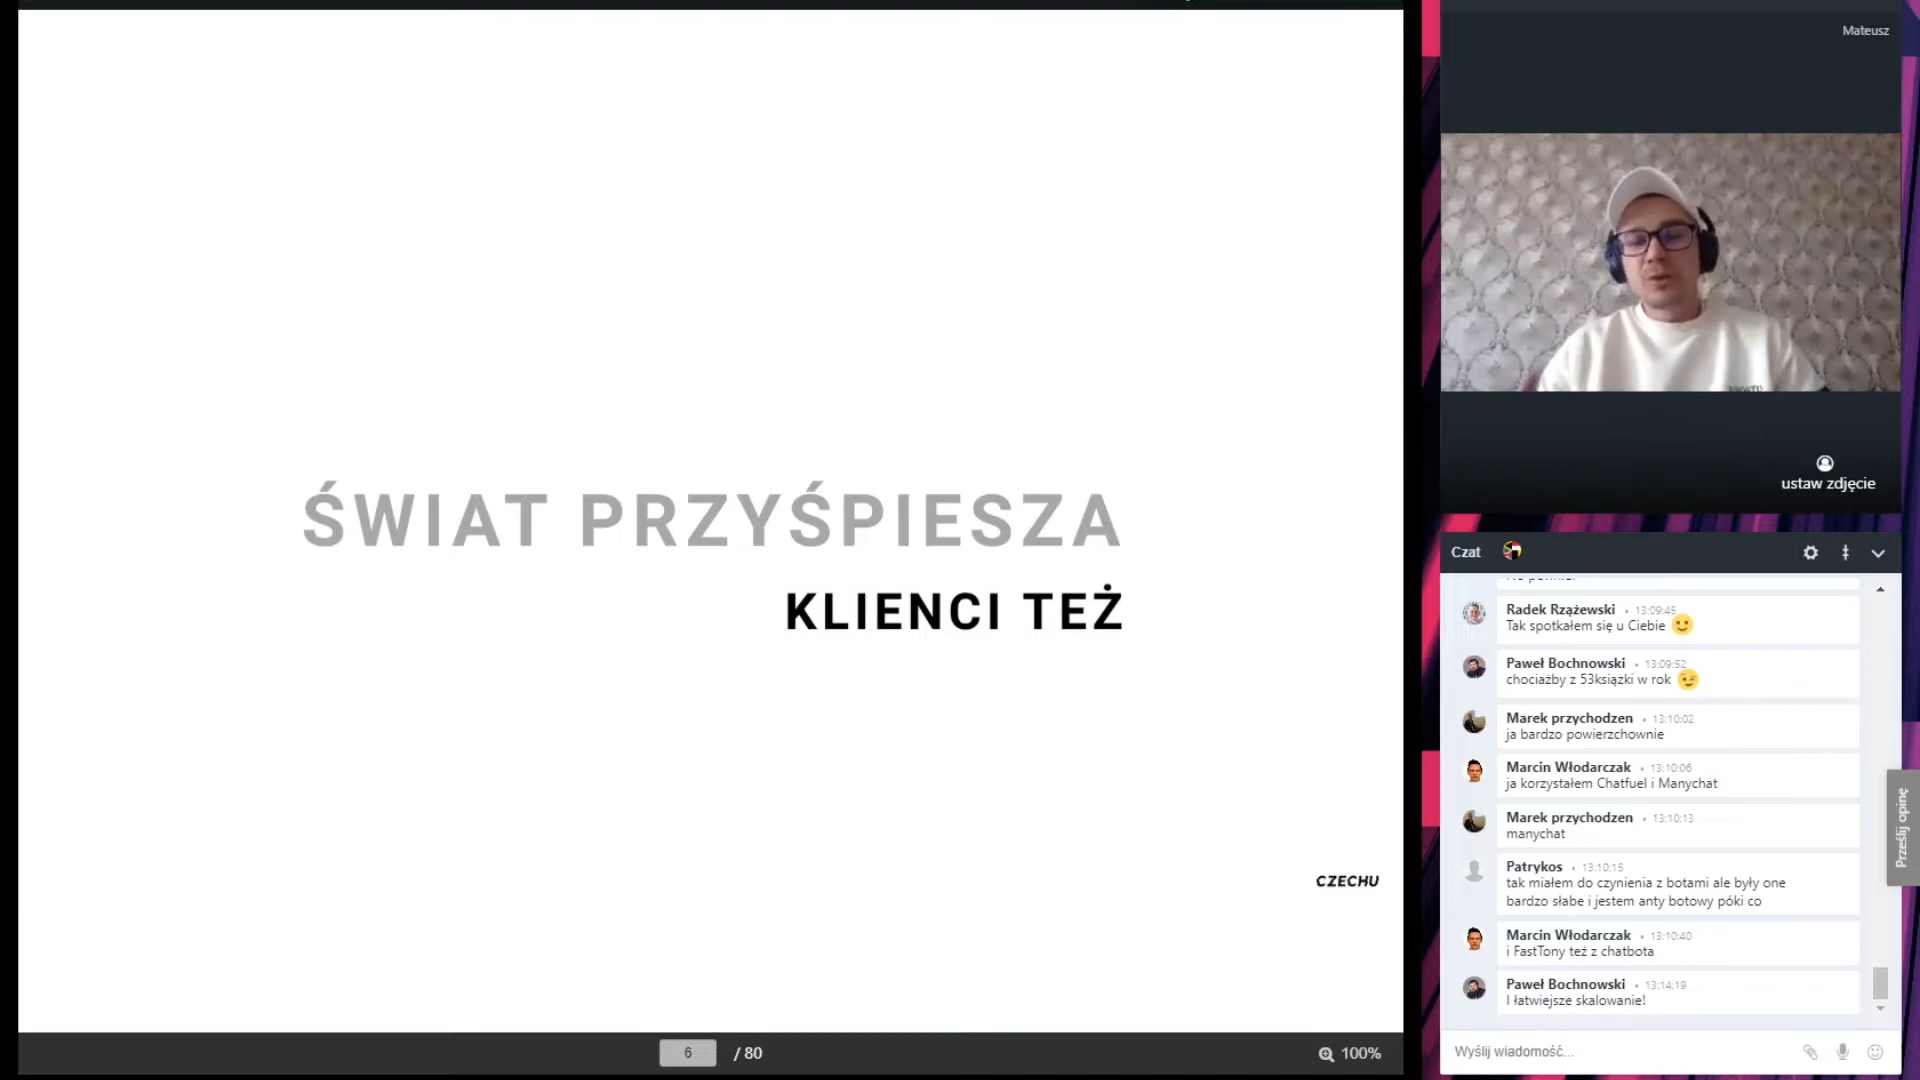 ŚWIAT PRZYŚPIESZA
KLIENCI TEŻ
CZECHU
6 / 80
100%
Mateusz
ustaw zdjęcie
Czat
Radek Rzążewski • 13:09:45
Tak spotkałem się u Ciebie
Paweł Bochnowski • 13:09:52
chociażby z 53książki w rok
Marek przychodzen • 13:10:02
ja bardzo powierzchownie
Marcin Włodarczak • 13:10:06
ja korzystałem Chatfuel i Manychat
Marek przychodzen • 13:10:13
manychat
Patrykos • 13:10:15
tak miałem do czynienia z botami ale były one
bardzo słabe i jestem anty botowy póki co
Marcin Włodarczak • 13:10:40
i FastTony też z chatbota
Paweł Bochnowski • 13:14:19
I łatwiejsze skalowanie!
Wyślij wiadomość...
Prześlij opinę